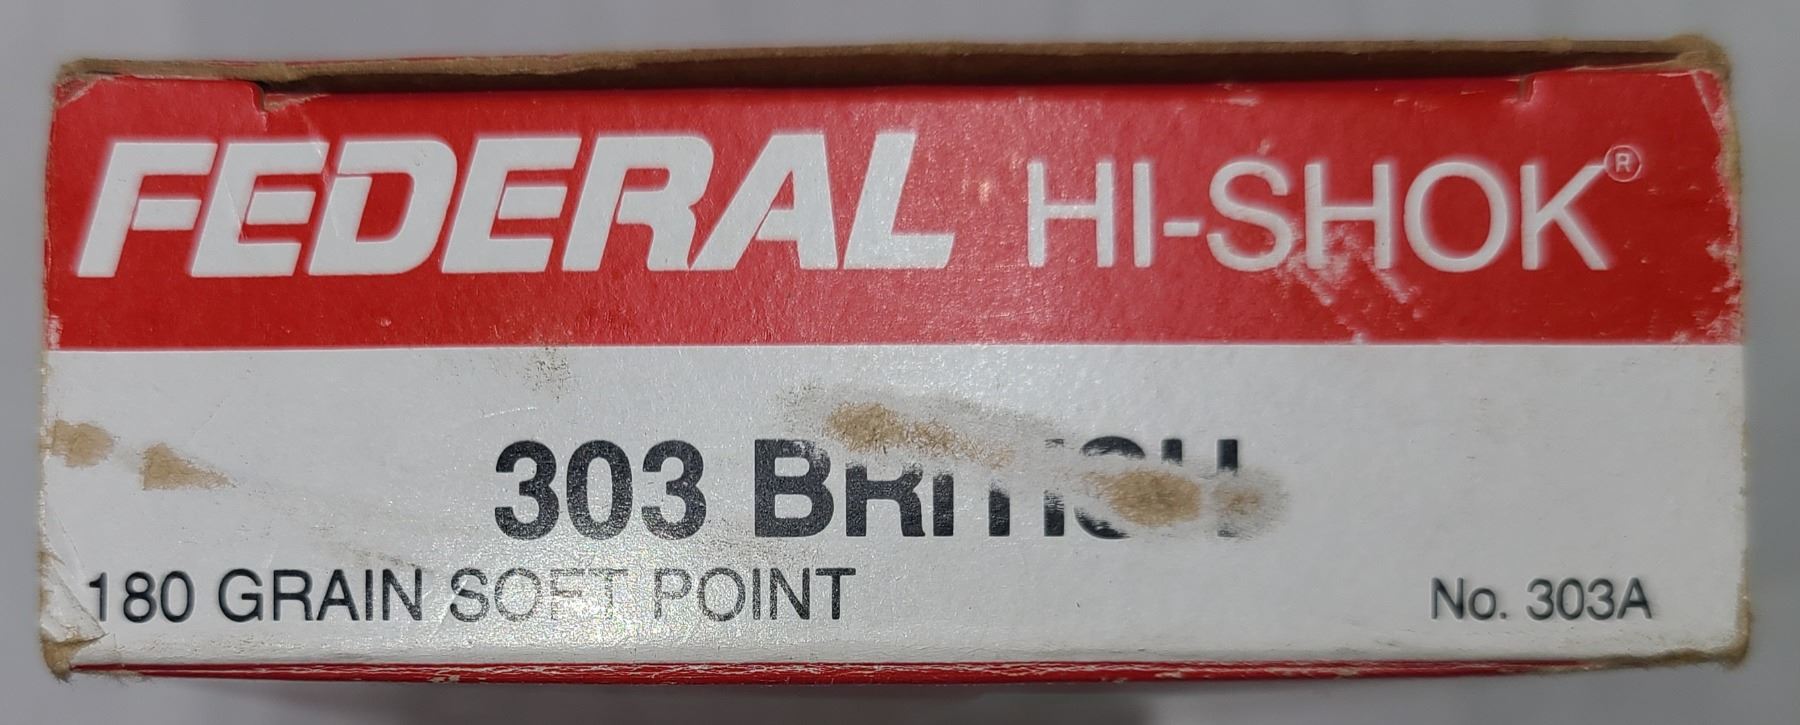 FEDERAL HI-SHOK®
303 BRITISH
180 GRAIN SOFT POINT
No. 303A